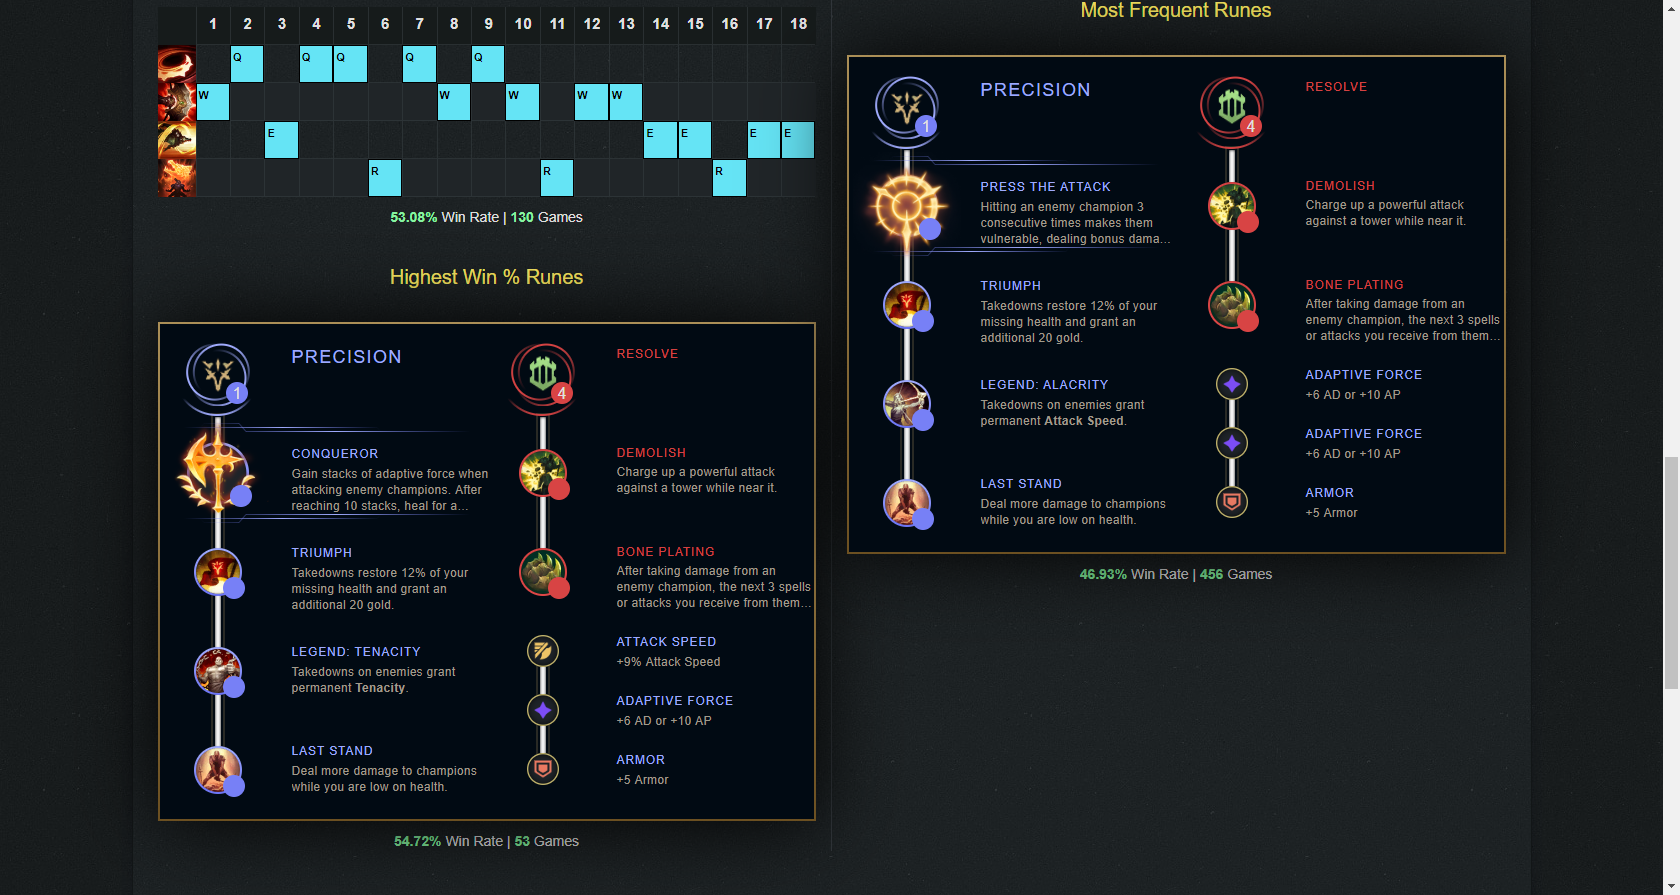 1 2 3 4 5 6 7 8 9 10 11 12 13 14 15 16 17 18
Q Q Q Q Q
W W W W W
E E E E E
R R R
53.08% Win Rate | 130 Games
Highest Win % Runes
1
PRECISION
4
RESOLVE
CONQUEROR
Gain stacks of adaptive force when
attacking enemy champions. After
reaching 10 stacks, heal for a...
TRIUMPH
Takedowns restore 12% of your
missing health and grant an
additional 20 gold.
LEGEND: TENACITY
Takedowns on enemies grant
permanent Tenacity.
LAST STAND
Deal more damage to champions
while you are low on health.
DEMOLISH
Charge up a powerful attack
against a tower while near it.
BONE PLATING
After taking damage from an
enemy champion, the next 3 spells
or attacks you receive from them...
ATTACK SPEED
+9% Attack Speed
ADAPTIVE FORCE
+6 AD or +10 AP
ARMOR
+5 Armor
54.72% Win Rate | 53 Games
Most Frequent Runes
1
PRECISION
4
RESOLVE
PRESS THE ATTACK
Hitting an enemy champion 3
consecutive times makes them
vulnerable, dealing bonus dama...
TRIUMPH
Takedowns restore 12% of your
missing health and grant an
additional 20 gold.
LEGEND: ALACRITY
Takedowns on enemies grant
permanent Attack Speed.
LAST STAND
Deal more damage to champions
while you are low on health.
DEMOLISH
Charge up a powerful attack
against a tower while near it.
BONE PLATING
After taking damage from an
enemy champion, the next 3 spells
or attacks you receive from them...
ADAPTIVE FORCE
+6 AD or +10 AP
ADAPTIVE FORCE
+6 AD or +10 AP
ARMOR
+5 Armor
46.93% Win Rate | 456 Games